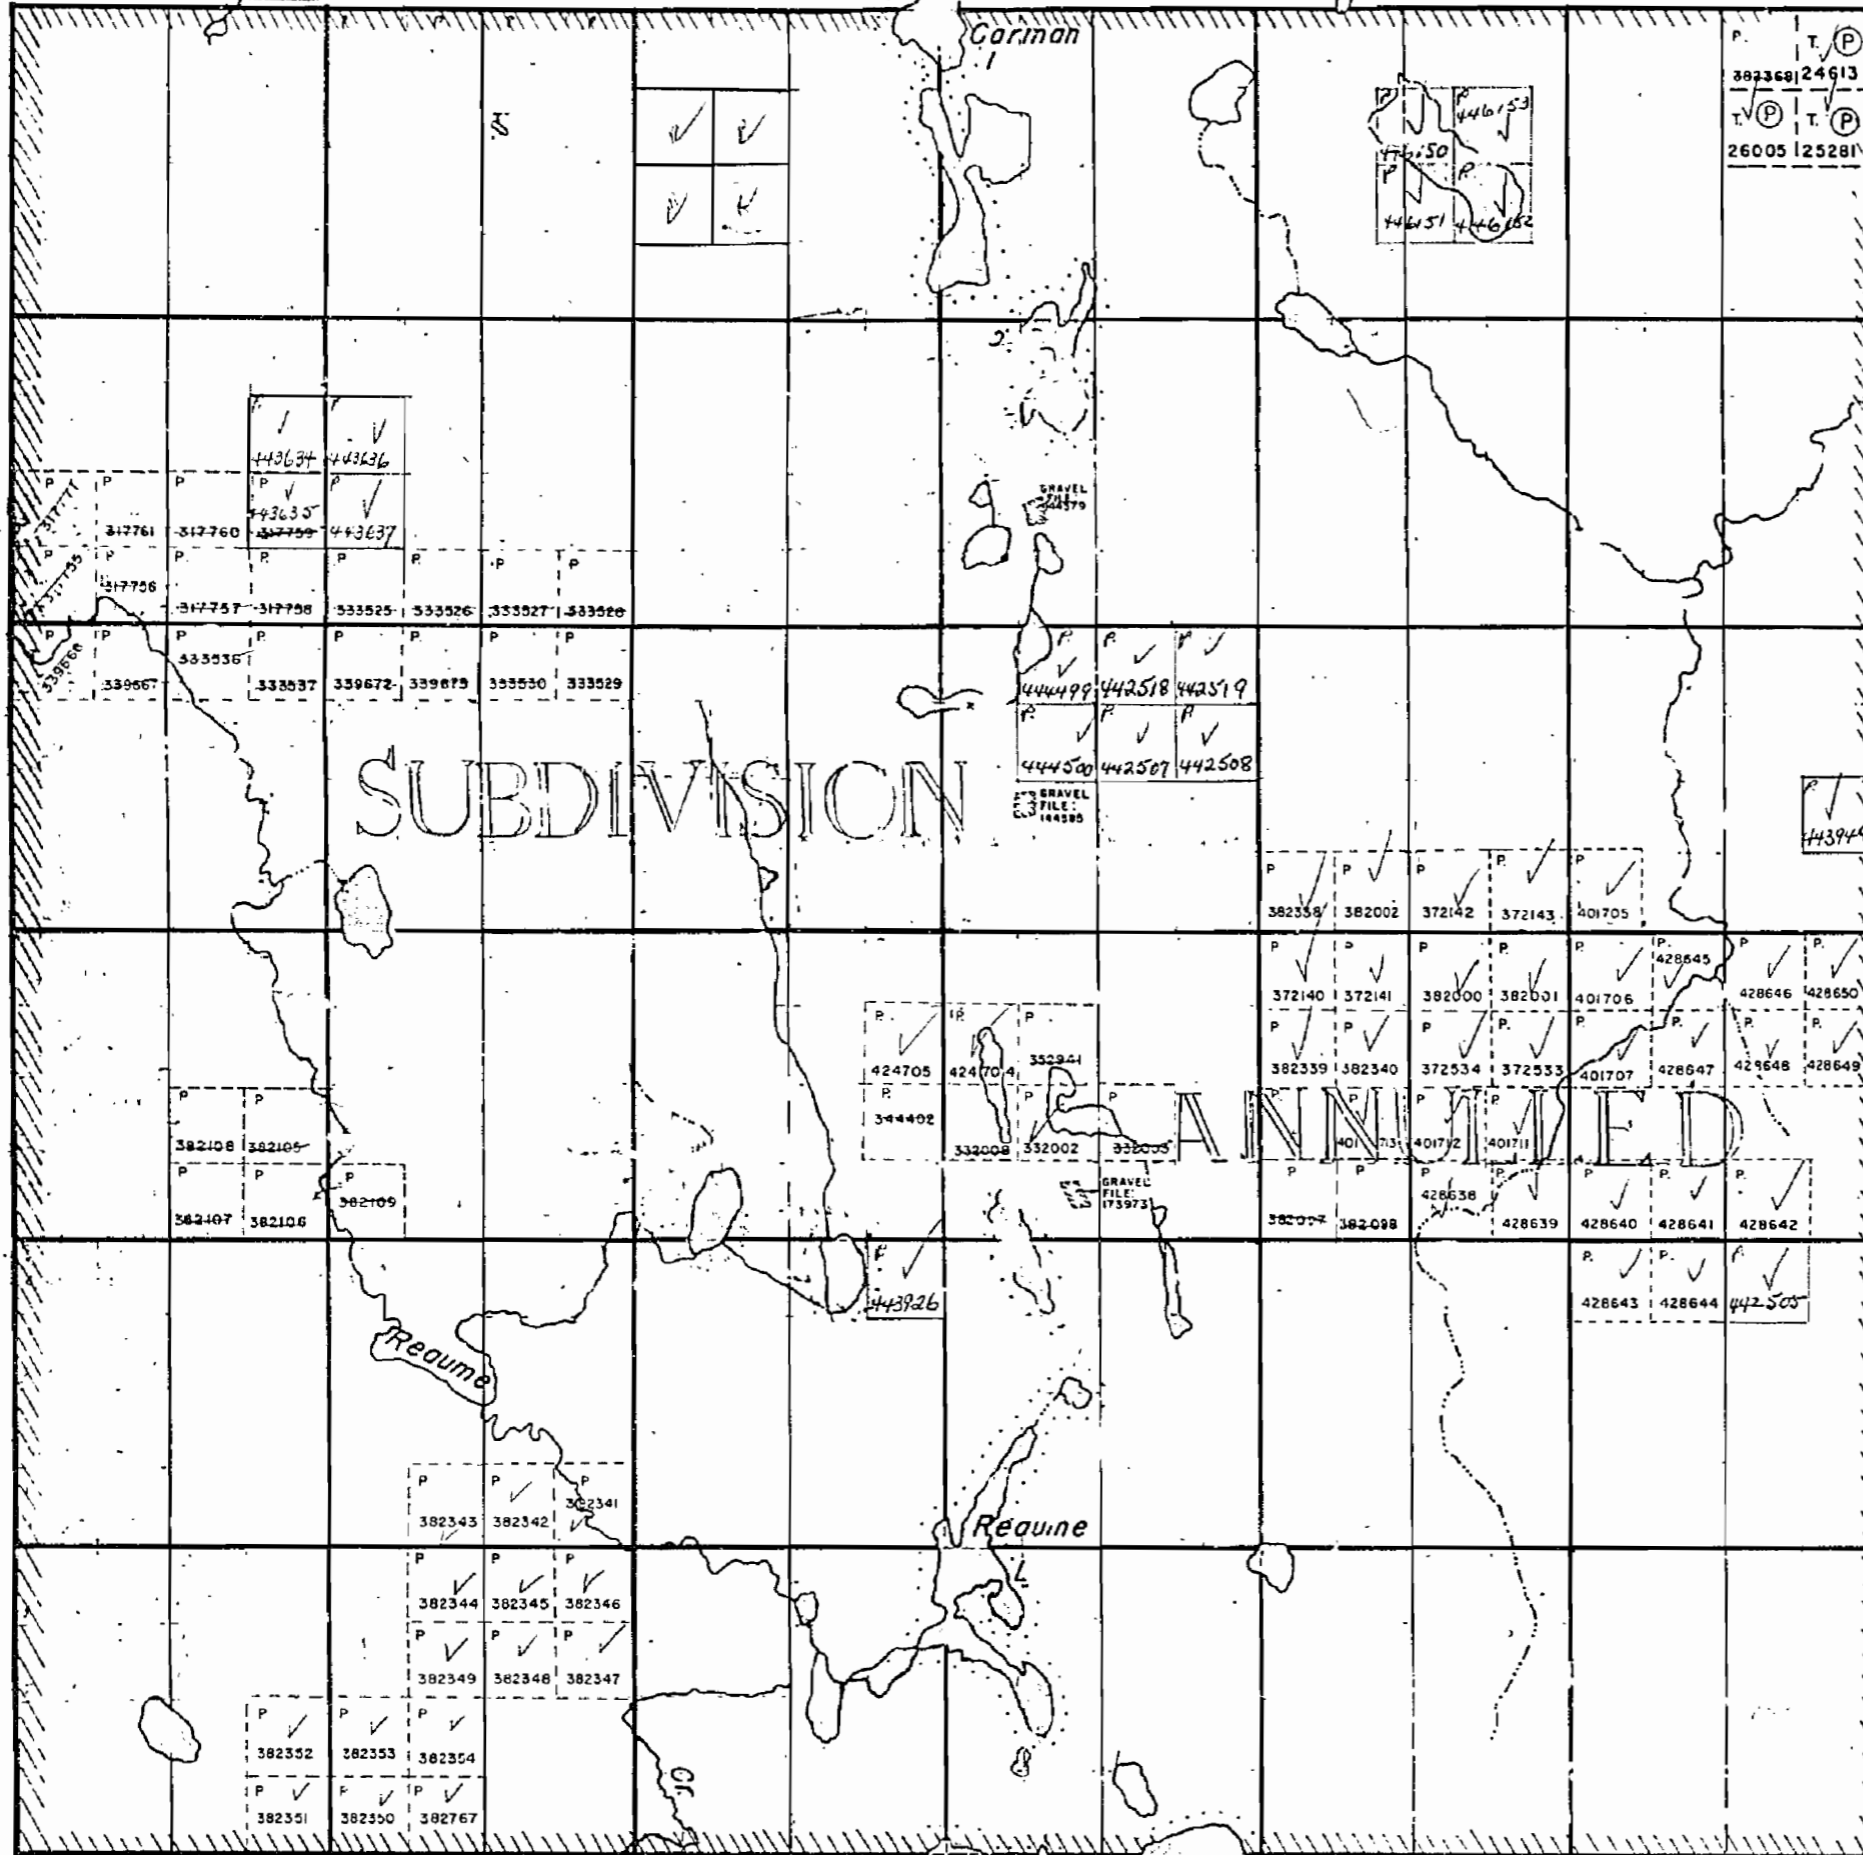 Carman
P. T. P
382368 24613
T. P T. P
26005 25281
P P
446153
446150
P P
446151 446152
P P
443634 443636
P P P P P
317761 317760 443635 443637
317759
GRAVEL
FILE:
P P P. P. P P. P P
317756
317757 317758 333525 333526 333527 333528
P P P P. P P. P P
333536
339668 333537 339672 339673 333530 333529
P. P. P
444499 442518 442519
P. P. P.
444500 442507 442508
SUBDIVISION
GRAVEL
FILE:
P
P P P P. P
382338 382002 372142 372143 401705
P P P P. P P. P P.
428645
372140 372141 382000 382001 401706 428646 428650
P. P. P
352941
424705 424704
P P P P. P. P. P. P.
382339 382340 372534 372533 401707 428647 428648 428649
P. P P
344402
332008 332002 332003
ANNULLED
P P P P
401713 401712 401711
P P
382108 382105
P P P
382109
382107 382106
GRAVEL
FILE:
173973
P P P P. P P. P
428638
382097 382098 428639 428640 428641 428642
P
443926
P. P. P.
428643 428644 442505
Reaume
P P P
382341
382343 382342
Reaume
L
P P P
382344 382345 382346
P P P
382349 382348 382347
P P P
382352 382353 382354
P P P
382351 382350 382767
Cr.